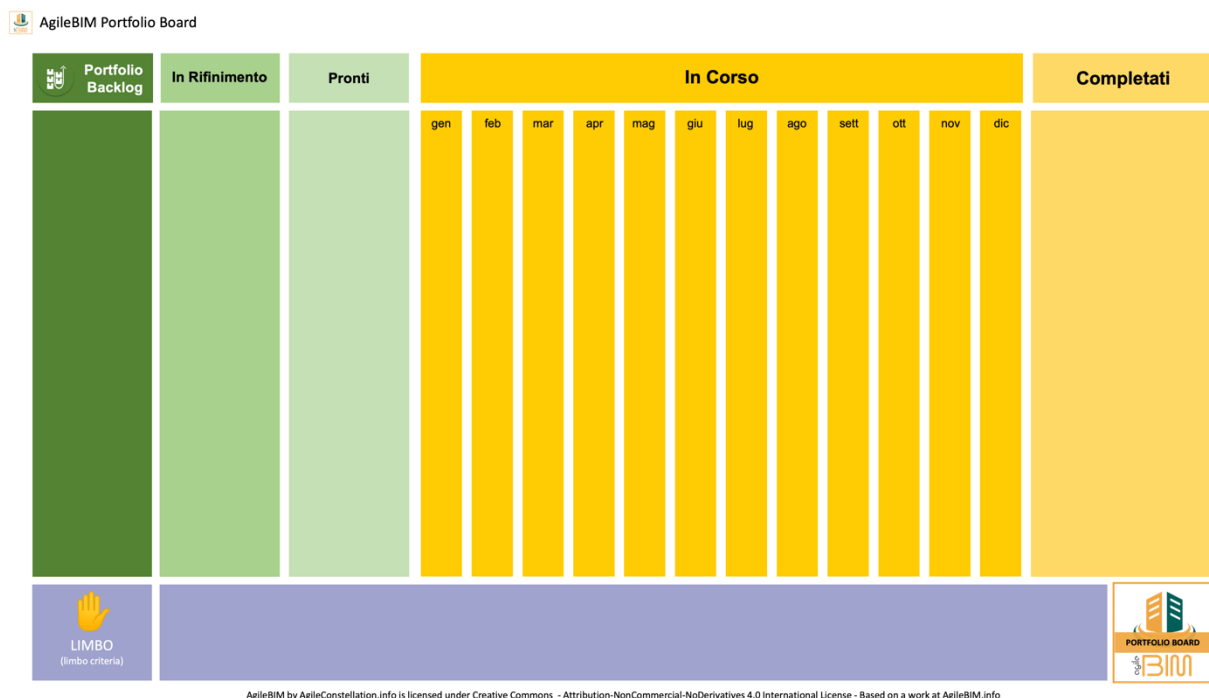 AgileBIM Portfolio Board
Portfolio
Backlog
In Rifinimento
Pronti
In Corso
Completati
gen feb mar apr mag giu lug ago sett ott nov dic
LIMBO
(limbo criteria)
PORTFOLIO BOARD
agile BIM
AgileBIM by AgileConstellation.info is licensed under Creative Commons - Attribution-NonCommercial-NoDerivatives 4.0 International License - Based on a work at AgileBIM.info